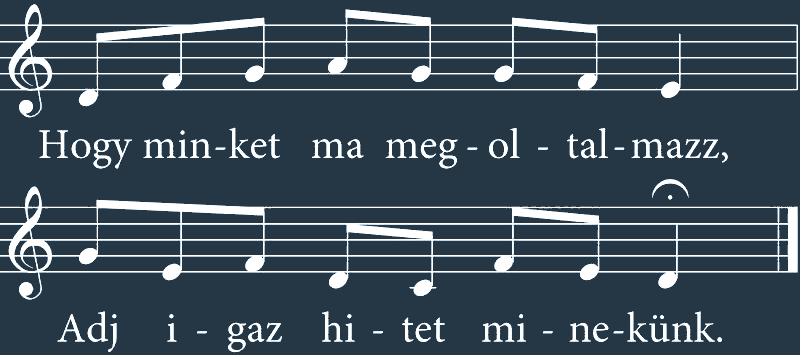 Hogy min-ket ma meg - ol - tal-mazz,
Adj i - gaz hi - tet mi - ne-künk.